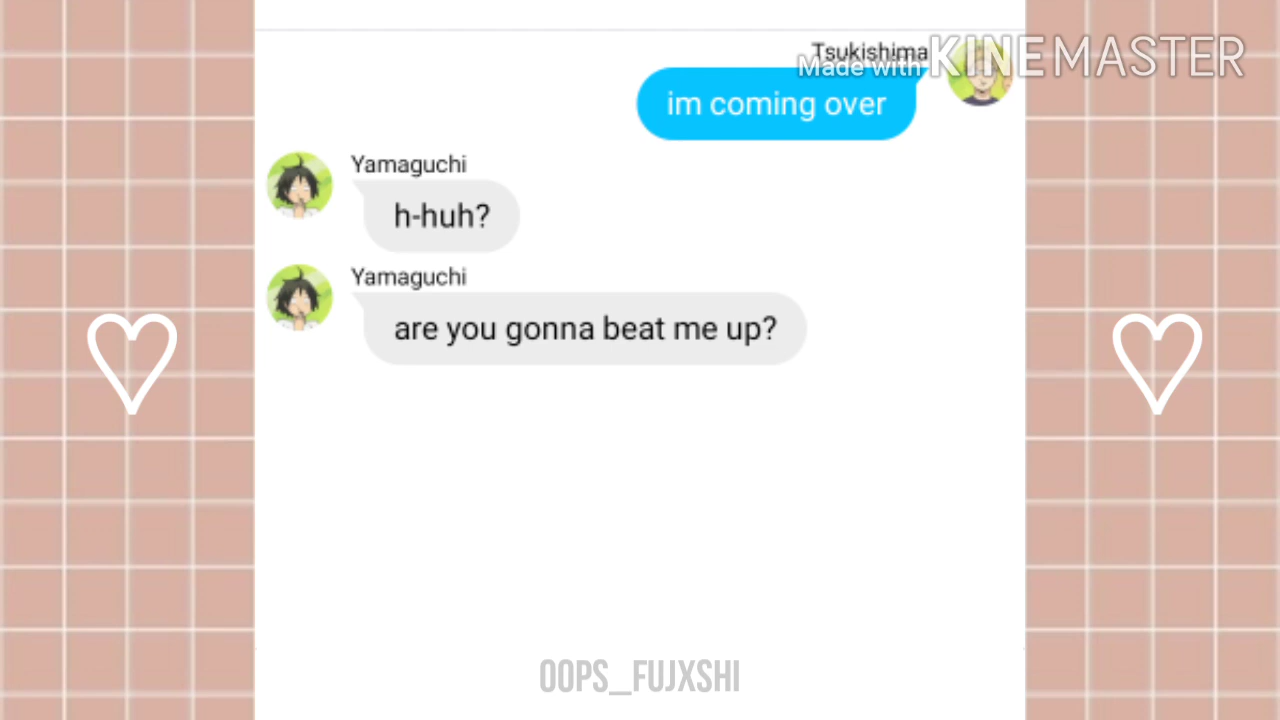 Tsukishima
Made with KINEMASTER
im coming over
Yamaguchi
h-huh?
Yamaguchi
are you gonna beat me up?
OOPS_FUJXSHI